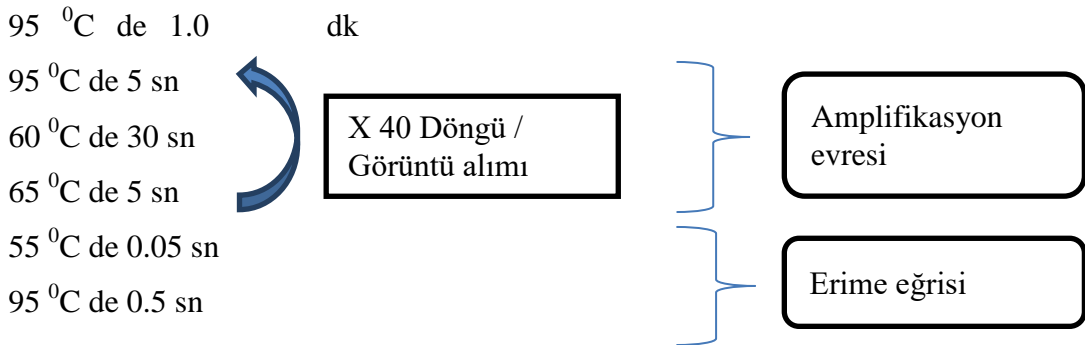 95 ⁰C de 1.0 dk
95 ⁰C de 5 sn
60 ⁰C de 30 sn
65 ⁰C de 5 sn
55 ⁰C de 0.05 sn
95 ⁰C de 0.5 sn
X 40 Döngü /
Görüntü alımı
Amplifikasyon
evresi
Erime eğrisi